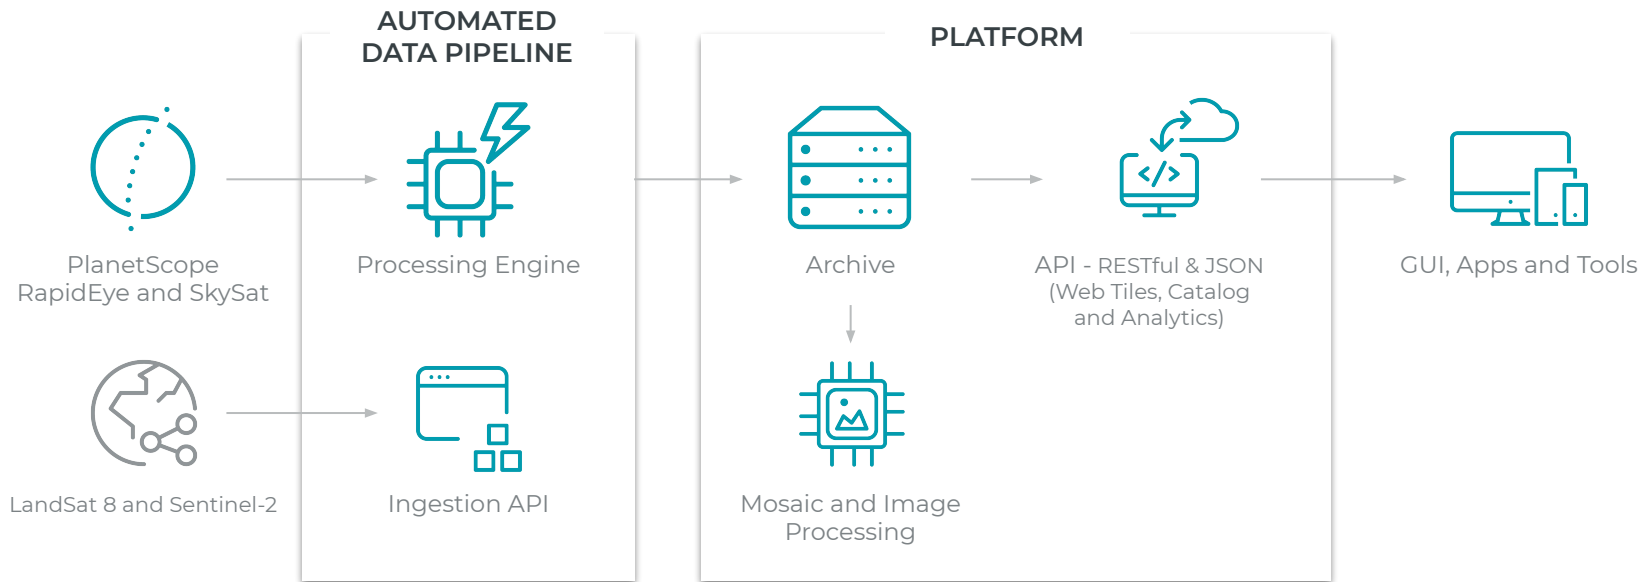 AUTOMATED
DATA PIPELINE
PLATFORM
PlanetScope
RapidEye and SkySat
Processing Engine
Archive
API - RESTful & JSON
(Web Tiles, Catalog
and Analytics)
GUI, Apps and Tools
LandSat 8 and Sentinel-2
Ingestion API
Mosaic and Image
Processing